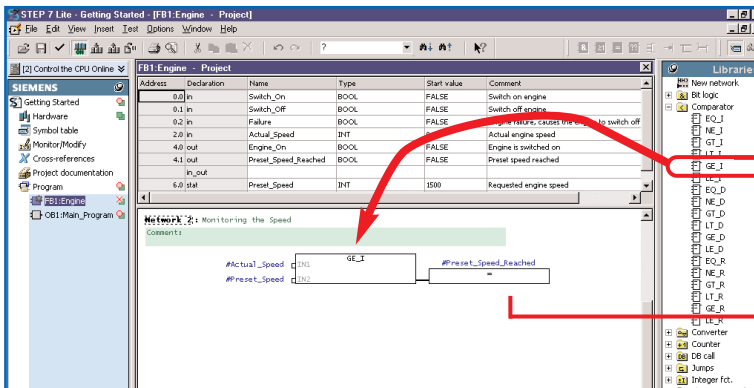 STEP 7 Lite - Getting Started - [FB1:Engine - Project]
File Edit View Insert Test Options Window Help
?
[2] Control the CPU Online
SIEMENS
Getting Started
Hardware
Symbol table
Monitor/Modify
Cross-references
Project documentation
Program
FB1:Engine
OB1:Main_Program
FB1:Engine - Project
Address Declaration Name Type Start value Comment
0.0 in Switch_On BOOL FALSE Switch on engine
0.1 in Switch_Off BOOL FALSE Switch off engine
0.2 in Failure BOOL FALSE failure, causes the to switch off
2.0 in Actual_Speed INT Actual engine speed
4.0 out Engine_On BOOL FALSE Engine is switched on
4.1 out Preset_Speed_Reached BOOL FALSE Preset speed reached
in_out
6.0 stat Preset_Speed INT 1500 Requested engine speed
Network 2: Monitoring the Speed
Comment:
GE_I
#Actual_Speed IN1
#Preset_Speed IN2
#Preset_Speed_Reached
=
Librarie
New network
Bit logic
Comparator
EQ_I
NE_I
GT_I
LT_I
GE_I
LE_I
EQ_D
NE_D
GT_D
LT_D
GE_D
LE_D
EQ_R
NE_R
GT_R
LT_R
GE_R
LE_R
Converter
Counter
DB call
Jumps
Integer fct.